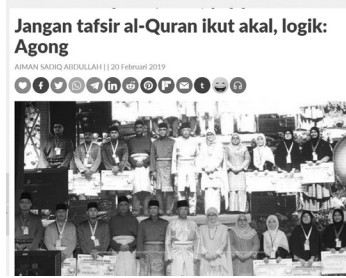 Jangan tafsir al-Quran ikut akal, logik:
Agong
AIMAN SADIQ ABDULLAH | | 20 Februari 2019